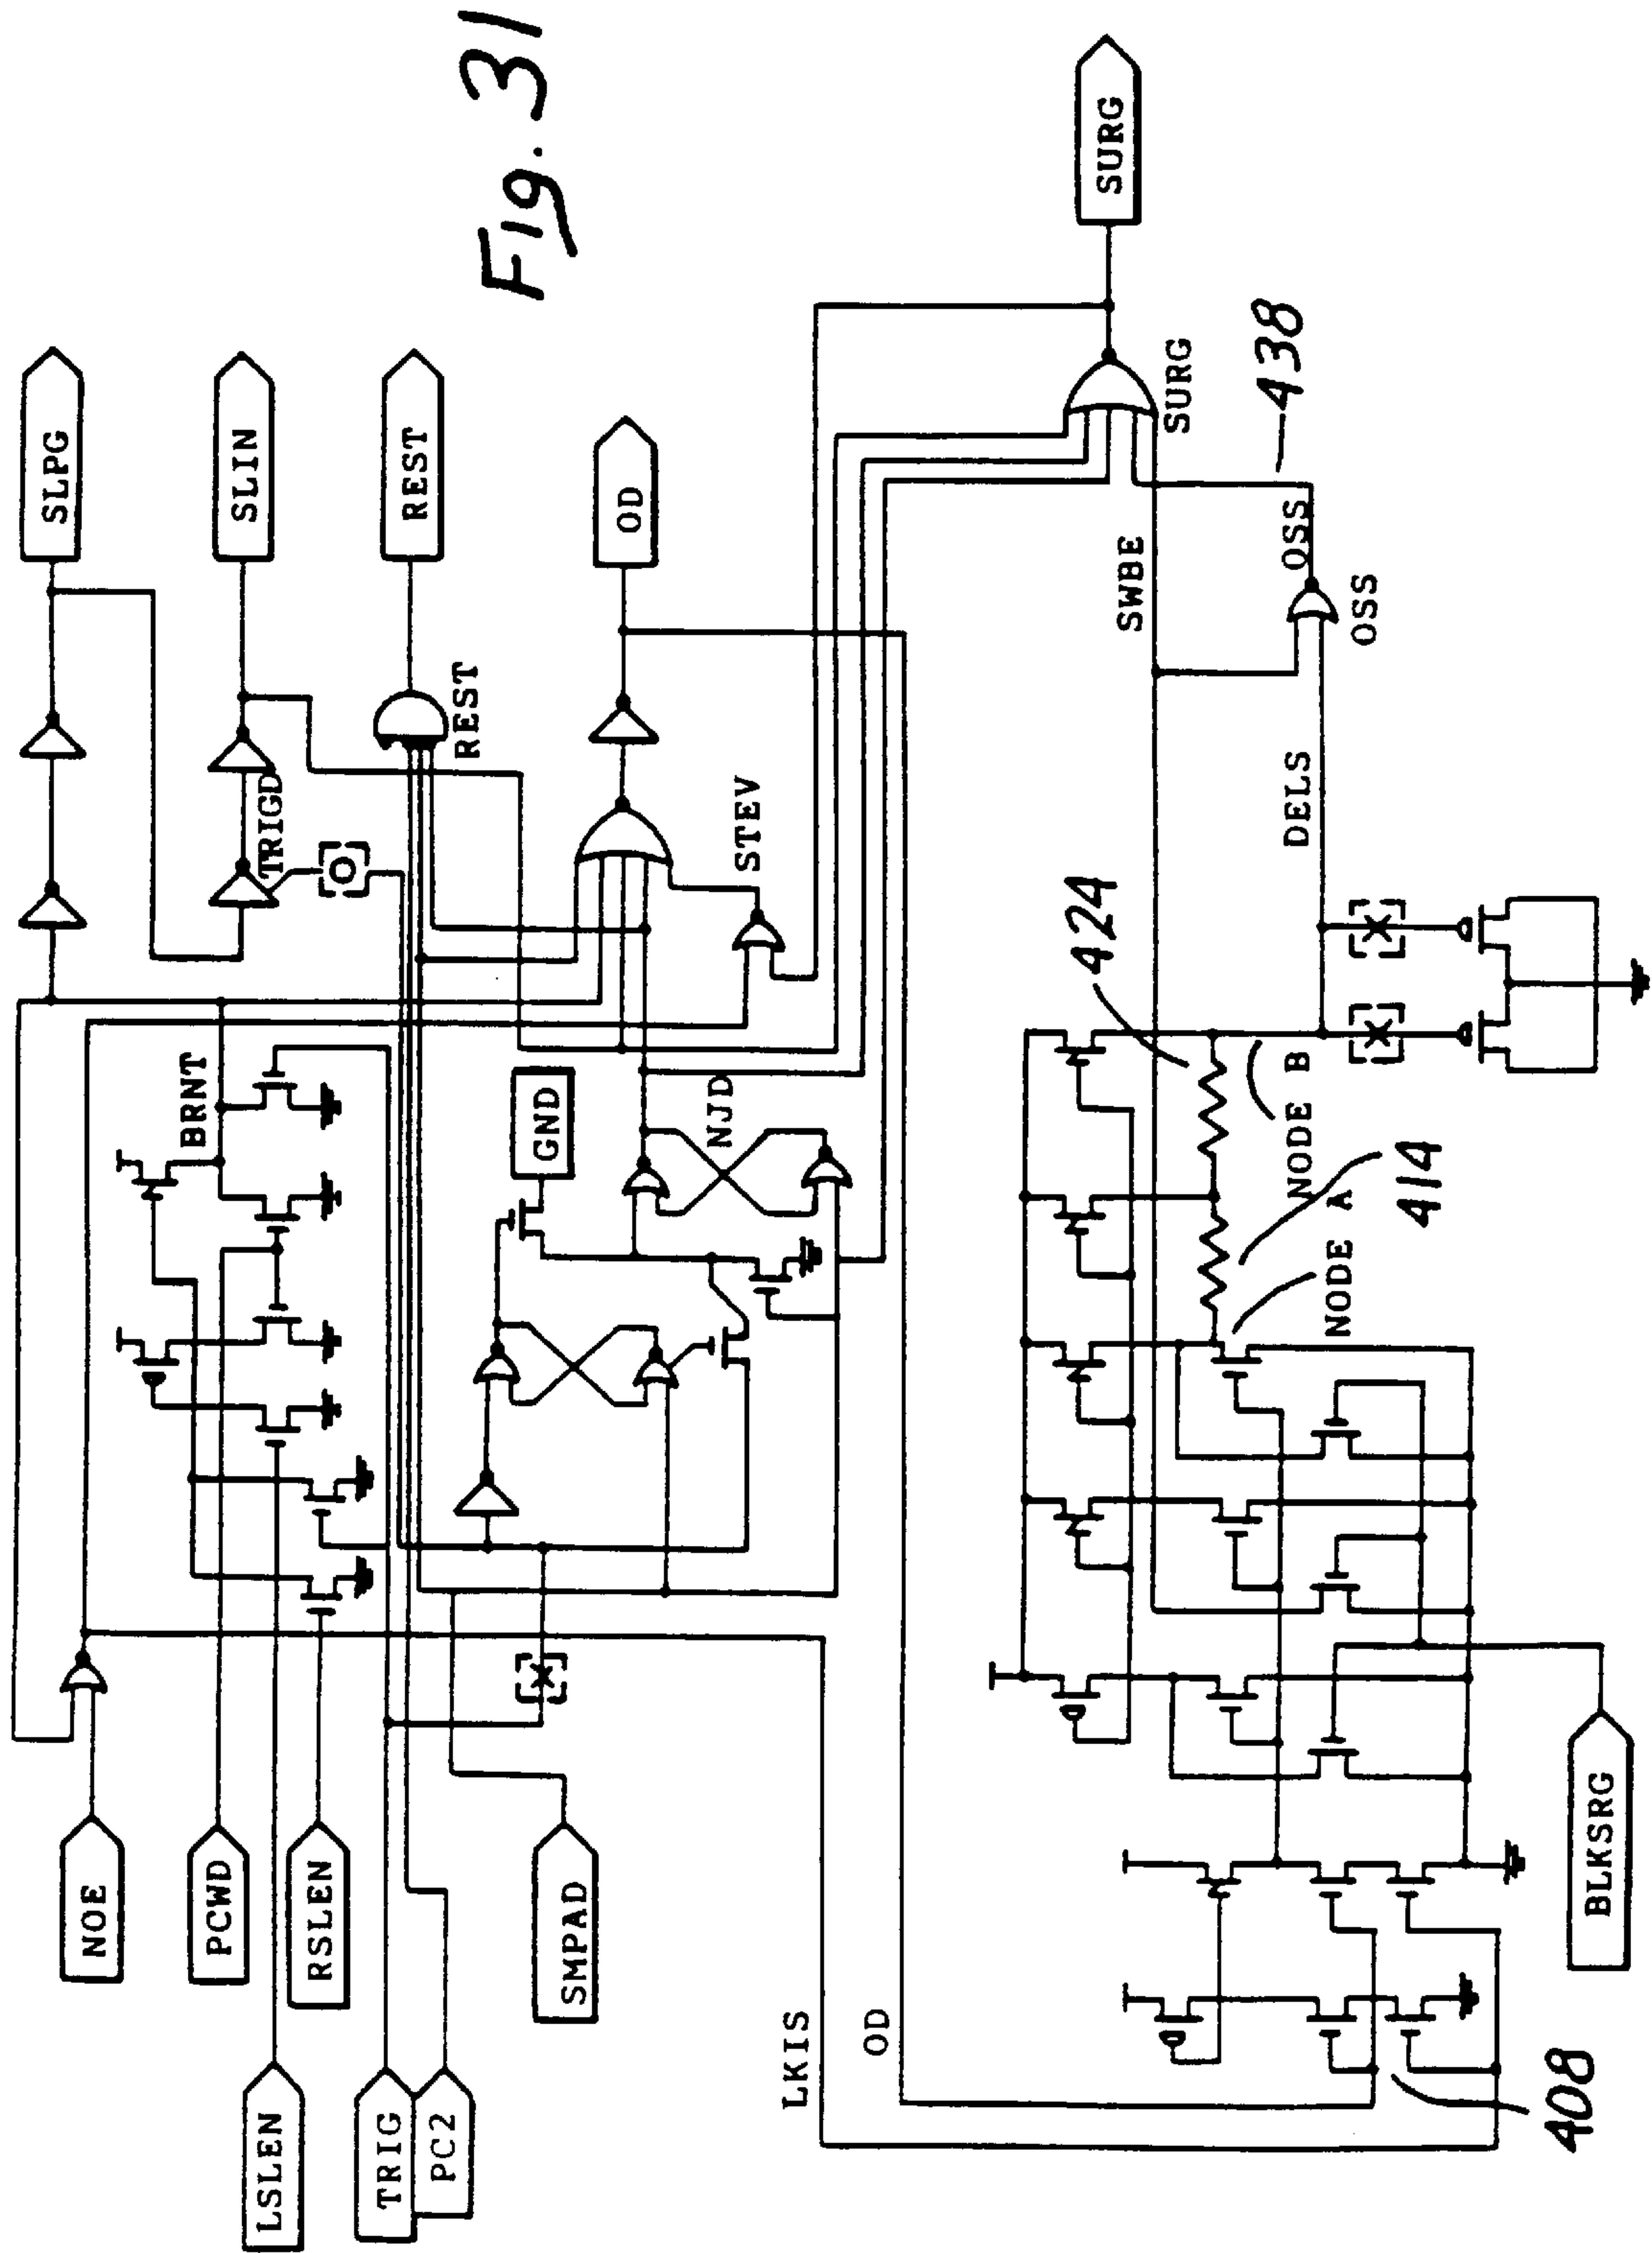 Fig. 31
SLPG
SLIN
REST
OD
SURG
TRIGD
REST
BRNT
STEV
GND
NJD
SURG
438
SWBE
OSS
OSS
DELS
424
NODE B
NODE A
414
NOE
PCWD
LSLEN
RSLEN
TRIG
PC2
SMPAD
LKIS
OD
408
BLKSRG